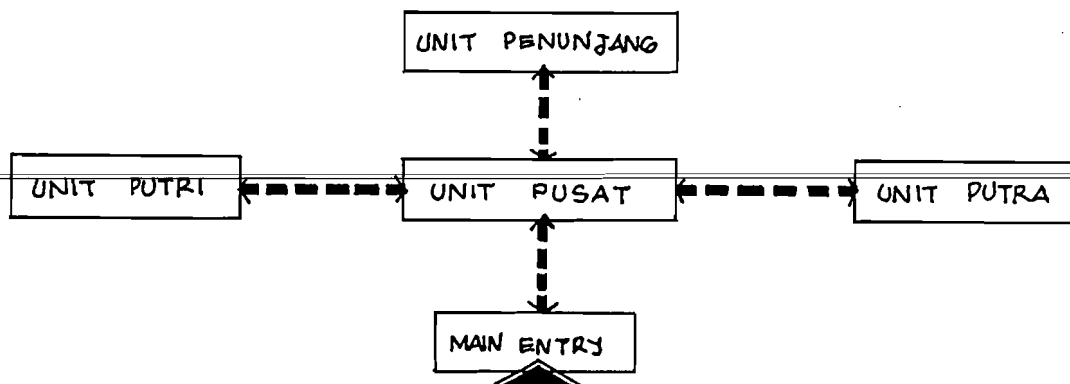 UNIT PENUNJANG
UNIT PUTRI
UNIT PUSAT
UNIT PUTRA
MAIN ENTRY